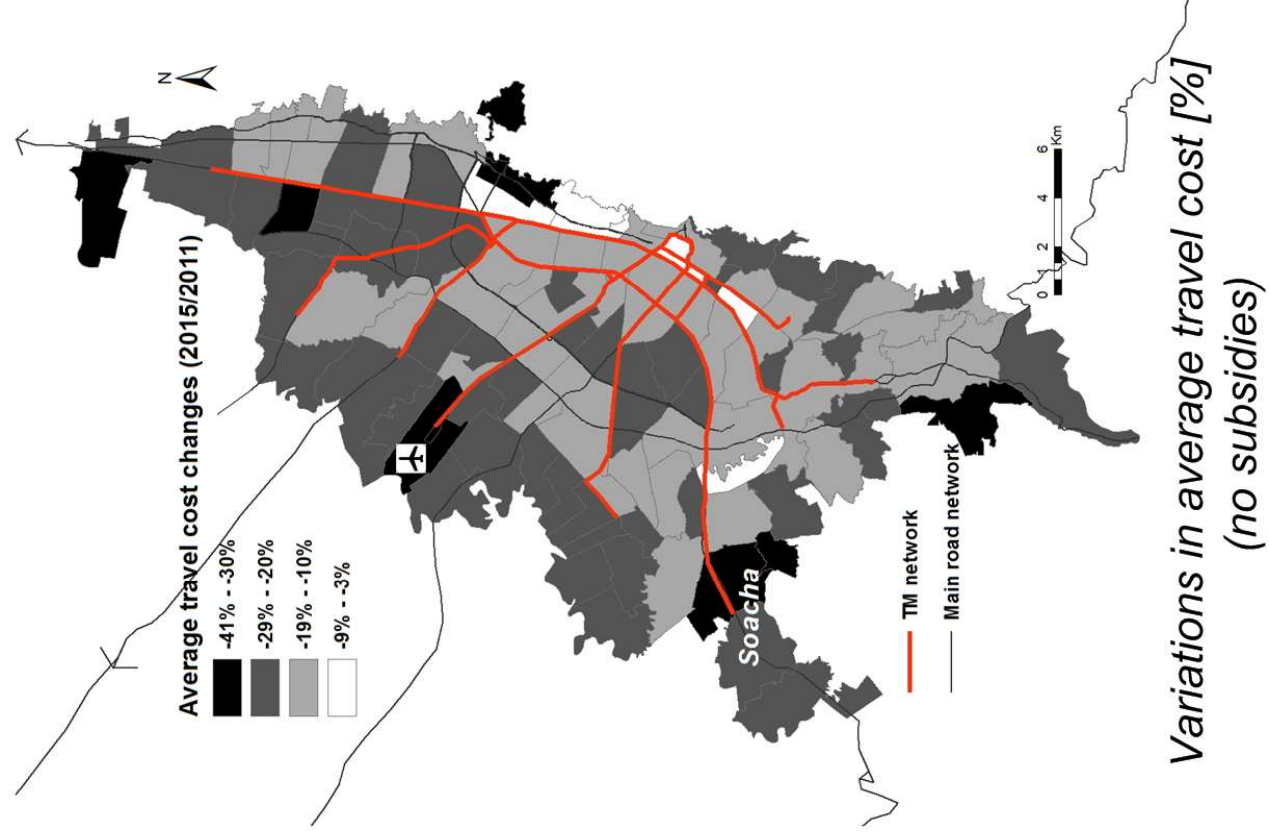 N
Average travel cost changes (2015/2011)
-41% - -30%
-29% - -20%
-19% - -10%
-9% - -3%
Soacha
TM network
Main road network
0 1 2 4 6
Km
Variations in average travel cost [%]
(no subsidies)